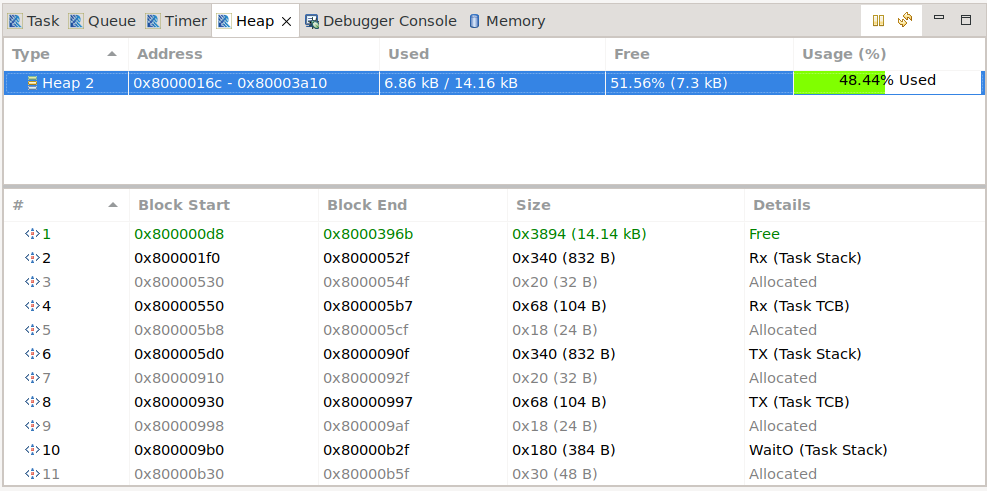 Task Queue Timer Heap Debugger Console Memory
Type Address Used Free Usage (%)
Heap 2 0x8000016c - 0x80003a10 6.86 kB / 14.16 kB 51.56% (7.3 kB) 48.44% Used
# Block Start Block End Size Details
1 0x800000d8 0x8000396b 0x3894 (14.14 kB) Free
2 0x800001f0 0x8000052f 0x340 (832 B) Rx (Task Stack)
3 0x80000530 0x8000054f 0x20 (32 B) Allocated
4 0x80000550 0x800005b7 0x68 (104 B) Rx (Task TCB)
5 0x800005b8 0x800005cf 0x18 (24 B) Allocated
6 0x800005d0 0x8000090f 0x340 (832 B) TX (Task Stack)
7 0x80000910 0x8000092f 0x20 (32 B) Allocated
8 0x80000930 0x80000997 0x68 (104 B) TX (Task TCB)
9 0x80000998 0x800009af 0x18 (24 B) Allocated
10 0x800009b0 0x80000b2f 0x180 (384 B) WaitO (Task Stack)
11 0x80000b30 0x80000b5f 0x30 (48 B) Allocated